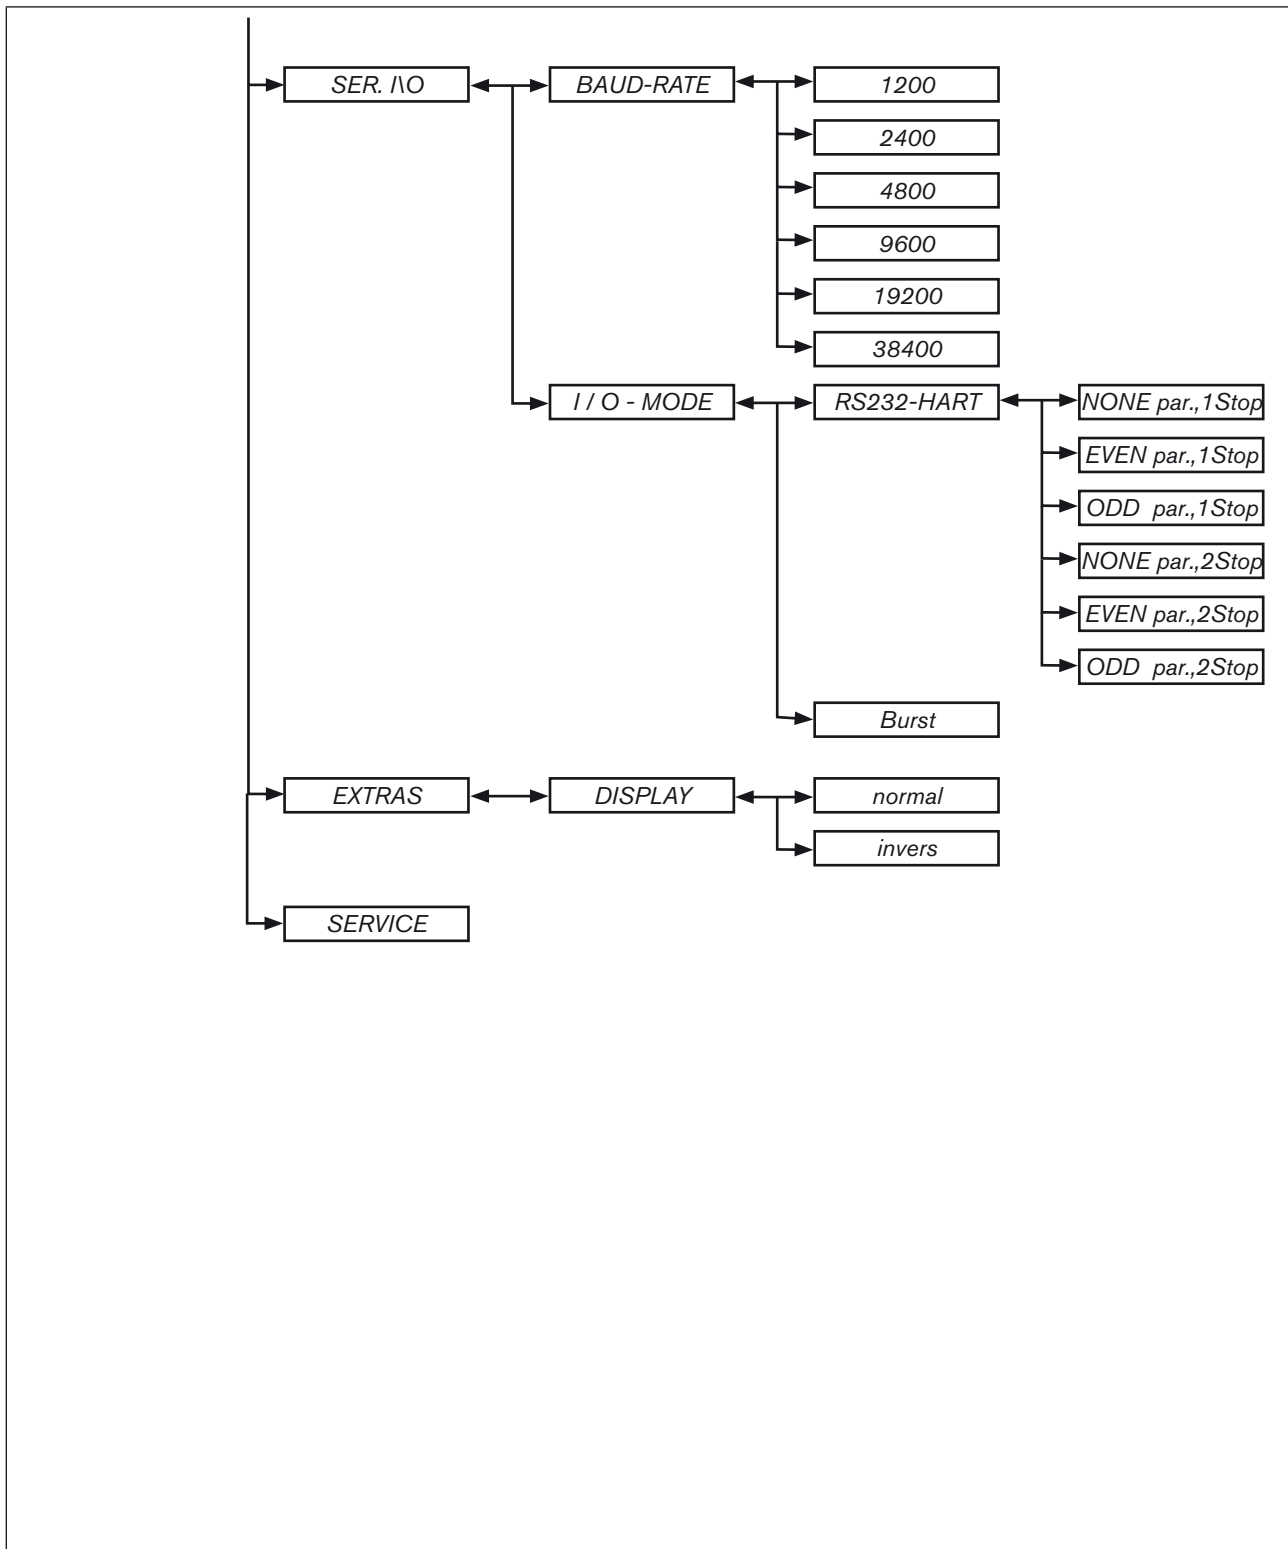 SER. I\O
BAUD-RATE
1200
2400
4800
9600
19200
38400
I / O - MODE
RS232-HART
NONE par.,1Stop
EVEN par.,1Stop
ODD  par.,1Stop
NONE par.,2Stop
EVEN par.,2Stop
ODD  par.,2Stop
Burst
EXTRAS
DISPLAY
normal
invers
SERVICE